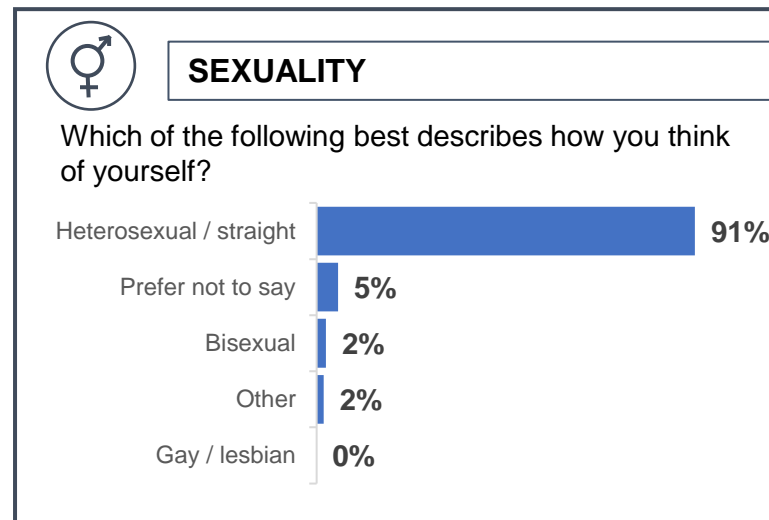 SEXUALITY
Which of the following best describes how you think
of yourself?
Heterosexual / straight 91%
Prefer not to say 5%
Bisexual 2%
Other 2%
Gay / lesbian 0%